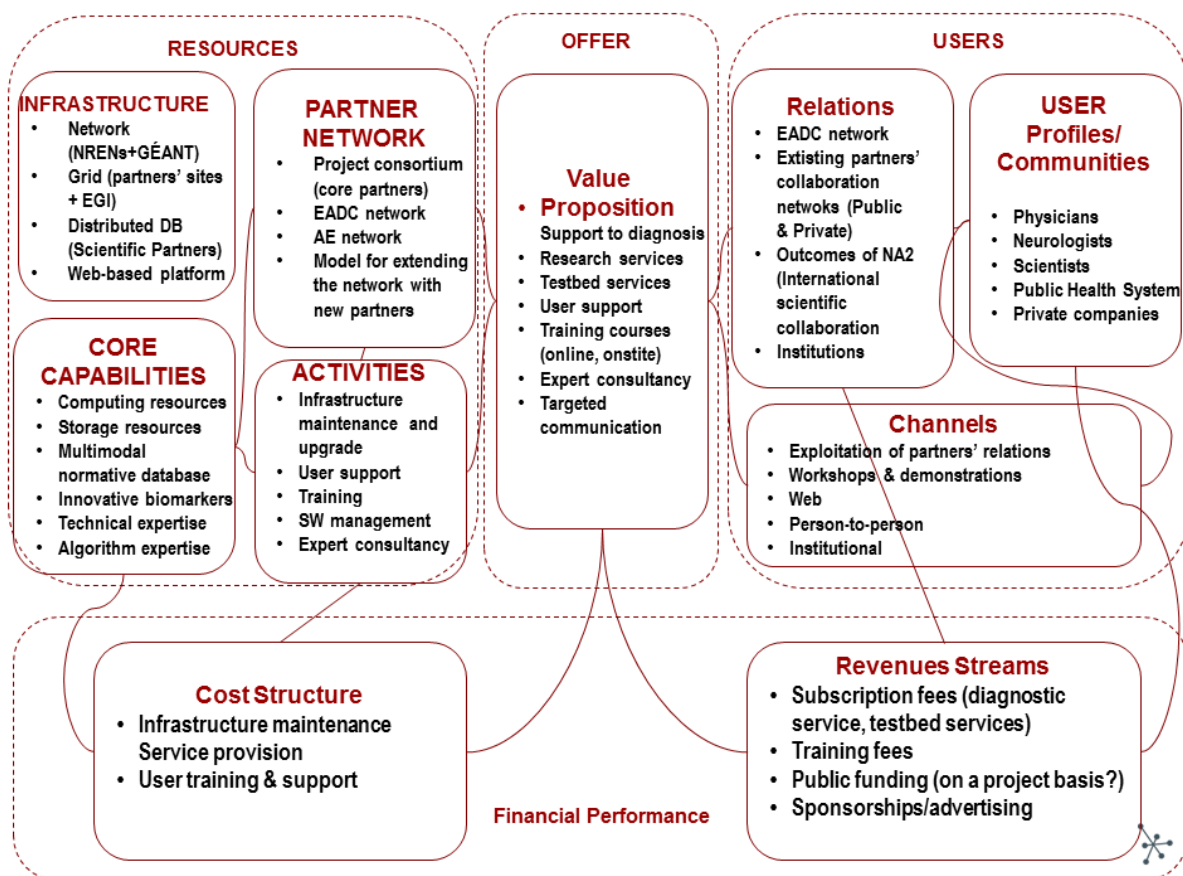 RESOURCES
INFRASTRUCTURE
• Network
(NRENs+GÉANT)
• Grid (partners' sites
+ EGI)
• Distributed DB
(Scientific Partners)
• Web-based platform
PARTNER
NETWORK
• Project consortium
(core partners)
• EADC network
• AE network
• Model for extending
the network with
new partners
CORE
CAPABILITIES
• Computing resources
• Storage resources
• Multimodal
normative database
• Innovative biomarkers
• Technical expertise
• Algorithm expertise
ACTIVITIES
• Infrastructure
maintenance and
upgrade
• User support
• Training
• SW management
• Expert consultancy
OFFER
Value
• Proposition
Support to diagnosis
• Research services
• Testbed services
• User support
• Training courses
(online, onstite)
• Expert consultancy
• Targeted
communication
USERS
Relations
• EADC network
• Extisting partners'
collaboration
netwoks (Public
& Private)
• Outcomes of NA2
(International
scientific
collaboration
• Institutions
USER
Profiles/
Communities
• Physicians
• Neurologists
• Scientists
• Public Health System
• Private companies
Channels
• Exploitation of partners' relations
• Workshops & demonstrations
• Web
• Person-to-person
• Institutional
Cost Structure
• Infrastructure maintenance
Service provision
• User training & support
Revenues Streams
• Subscription fees (diagnostic
service, testbed services)
• Training fees
• Public funding (on a project basis?)
• Sponsorships/advertising
Financial Performance